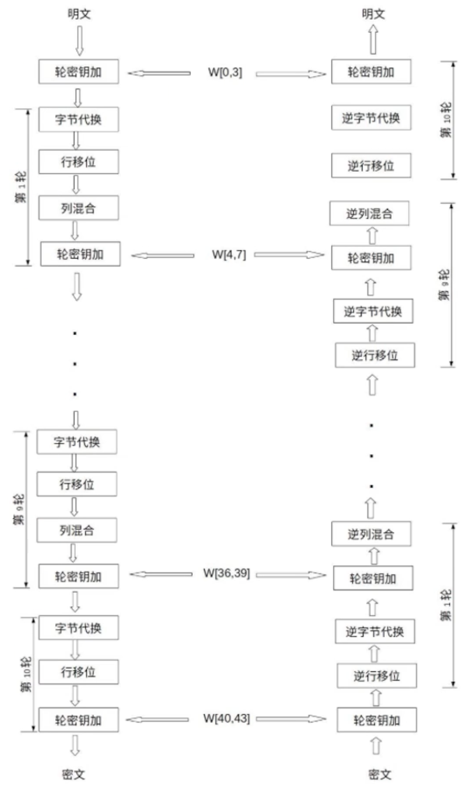 明文
轮密钥加
第1轮
字节代换
行移位
列混合
轮密钥加
.
.
.
第9轮
字节代换
行移位
列混合
轮密钥加
第10轮
字节代换
行移位
轮密钥加
密文
W[0,3]
W[4,7]
W[36,39]
W[40,43]
明文
轮密钥加
逆字节代换
逆行移位
第10轮
逆列混合
轮密钥加
逆字节代换
逆行移位
第9轮
.
.
.
逆列混合
轮密钥加
逆字节代换
逆行移位
第1轮
轮密钥加
密文